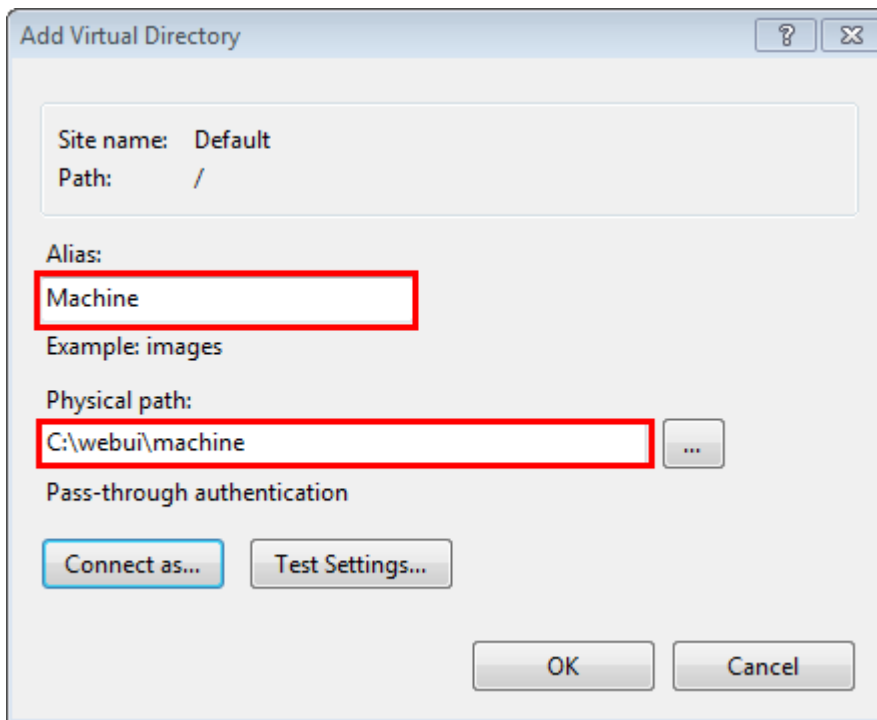 Add Virtual Directory
Site name: Default
Path: /
Alias:
Machine
Example: images
Physical path:
C:\webui\machine
...
Pass-through authentication
Connect as... Test Settings...
OK Cancel